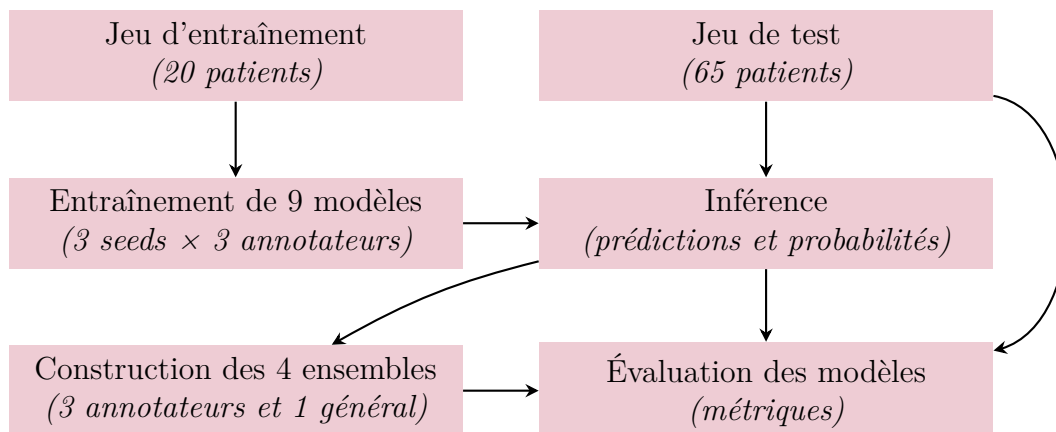 Jeu d'entraînement
(20 patients)
Jeu de test
(65 patients)
Entraînement de 9 modèles
(3 seeds × 3 annotateurs)
Inférence
(prédictions et probabilités)
Construction des 4 ensembles
(3 annotateurs et 1 général)
Évaluation des modèles
(métriques)